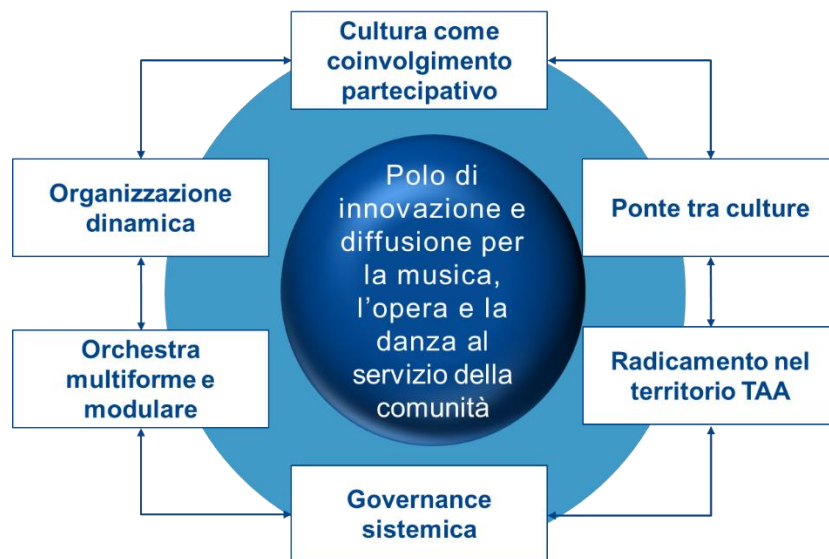 Cultura come
coinvolgimento
partecipativo
Organizzazione
dinamica
Polo di
innovazione e
diffusione per
la musica,
l’opera e la
danza al
servizio della
comunità
Ponte tra culture
Orchestra
multiforme e
modulare
Radicamento nel
territorio TAA
Governance
sistemica